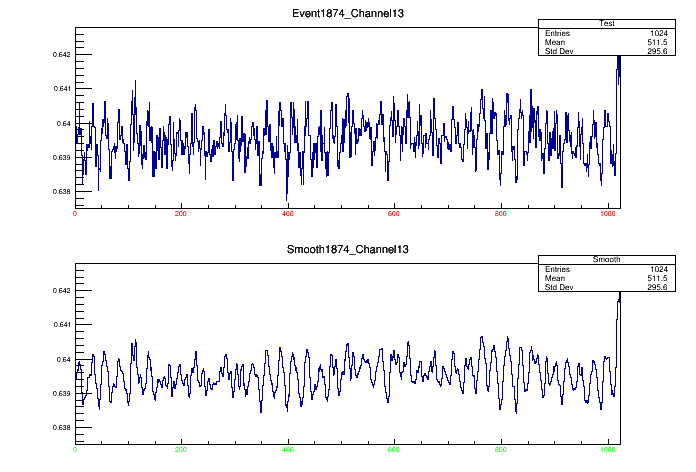 Event1874_Channel13
Test
Entries 1024
Mean 511.5
Std Dev 295.6
0.642
0.641
0.64
0.639
0.638
0 200 400 600 800 1000
Smooth1874_Channel13
Smooth
Entries 1024
Mean 511.5
Std Dev 295.6
0.642
0.641
0.64
0.639
0.638
0 200 400 600 800 1000